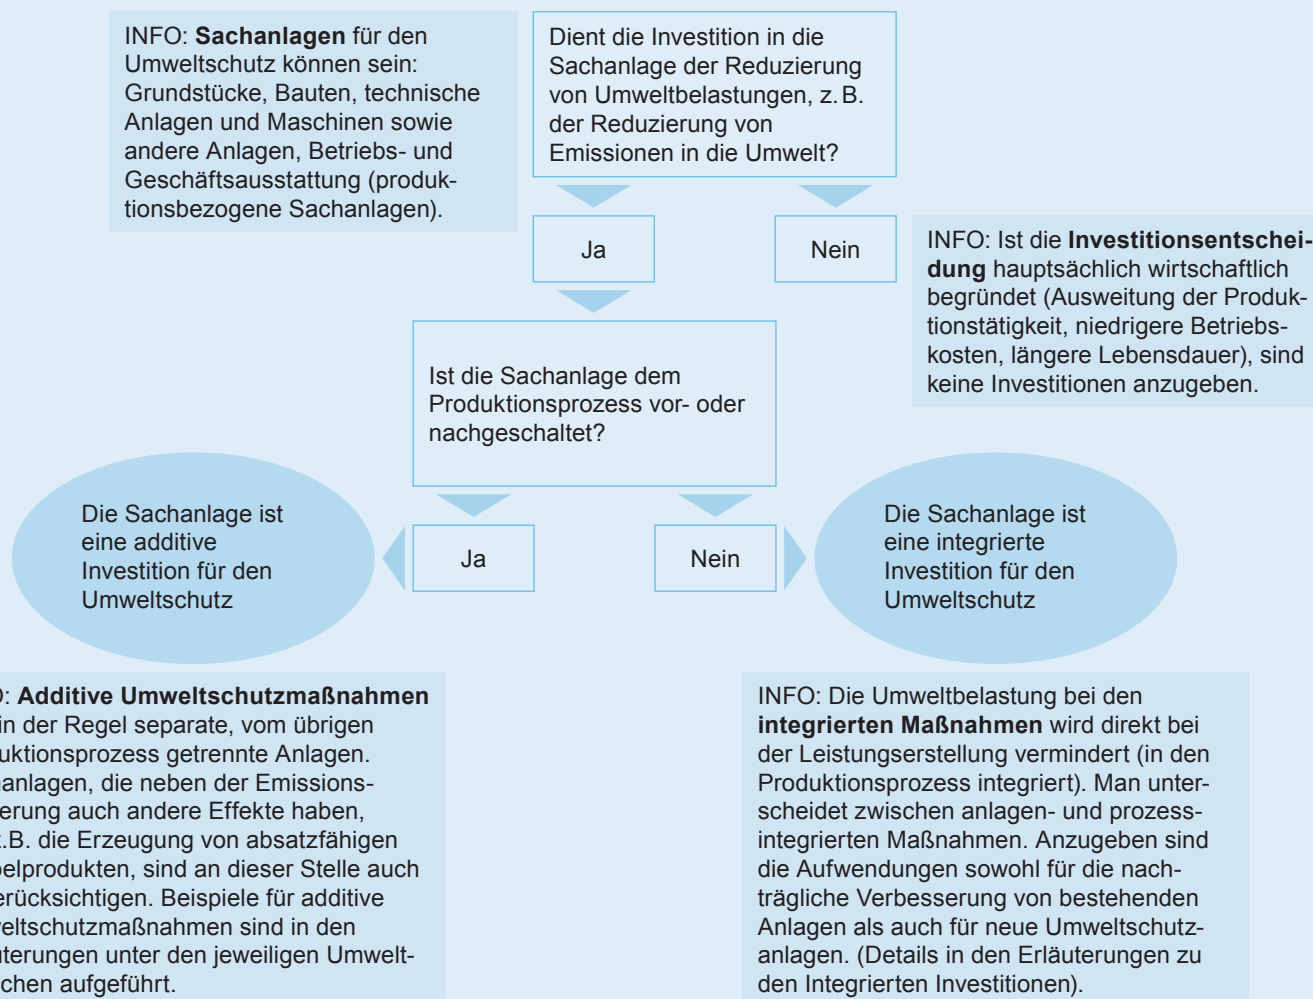 INFO: Sachanlagen für den
Umweltschutz können sein:
Grundstücke, Bauten, technische
Anlagen und Maschinen sowie
andere Anlagen, Betriebs- und
Geschäftsausstattung (produk-
tionsbezogene Sachanlagen).
Dient die Investition in die
Sachanlage der Reduzierung
von Umweltbelastungen, z. B.
der Reduzierung von
Emissionen in die Umwelt?
Ja
Nein
INFO: Ist die Investitionsentschei-
dung hauptsächlich wirtschaftlich
begründet (Ausweitung der Produk-
tionstätigkeit, niedrigere Betriebs-
kosten, längere Lebensdauer), sind
keine Investitionen anzugeben.
Ist die Sachanlage dem
Produktionsprozess vor- oder
nachgeschaltet?
Die Sachanlage ist
eine additive
Investition für den
Umweltschutz
Ja
Nein
Die Sachanlage ist
eine integrierte
Investition für den
Umweltschutz
: Additive Umweltschutzmaßnahmen
in der Regel separate, vom übrigen
uktionsprozess getrennte Anlagen.
anlagen, die neben der Emissions-
erung auch andere Effekte haben,
z.B. die Erzeugung von absatzfähigen
elprodukten, sind an dieser Stelle auch
erücksichtigen. Beispiele für additive
eltschutzmaßnahmen sind in den
uterungen unter den jeweiligen Umwelt-
chen aufgeführt.
INFO: Die Umweltbelastung bei den
integrierten Maßnahmen wird direkt bei
der Leistungserstellung vermindert (in den
Produktionsprozess integriert). Man unter-
scheidet zwischen anlagen- und prozess-
integrierten Maßnahmen. Anzugeben sind
die Aufwendungen sowohl für die nach-
trägliche Verbesserung von bestehenden
Anlagen als auch für neue Umweltschutz-
anlagen. (Details in den Erläuterungen zu
den Integrierten Investitionen).